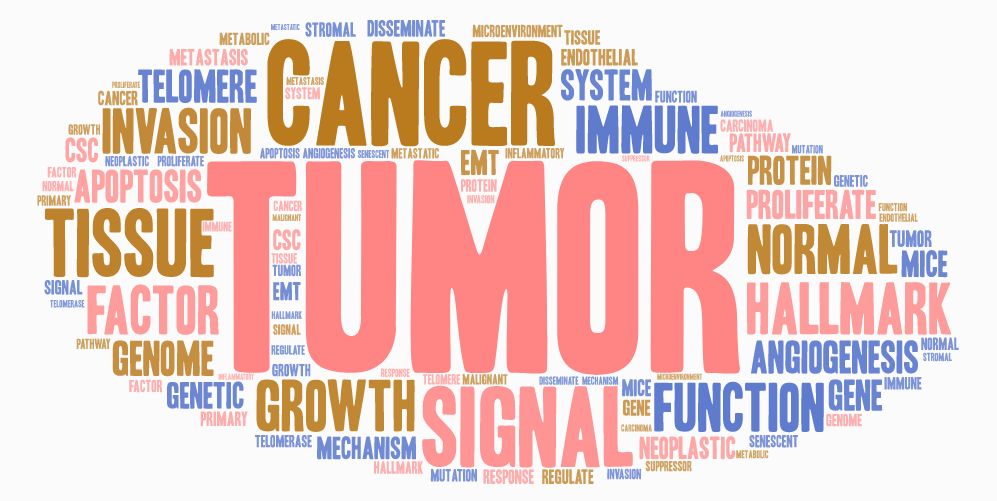 METASTATIC STROMAL DISSEMINATE MICROENVIRONMENT
METABOLIC TISSUE
METASTASIS CANCER ENDOTHELIAL
TELOMERE METASTASIS SYSTEM
PROLIFERATE SYSTEM FUNCTION
CANCER INVASION IMMUNE ANGIOGENESIS
GROWTH CARCINOMA
CSC PATHWAY MUTATION
NEOPLASTIC PROLIFERATE APOPTOSIS ANGIOGENESIS SENESCENT METASTATIC EMT INFLAMMATORY SUPPRESSOR APOPTOSIS
FACTOR APOPTOSIS TUMOR PROTEIN GENETIC
NORMAL PROTEIN
PRIMARY INVASION PROLIFERATE FUNCTION
TISSUE IMMUNE CANCER ENDOTHELIAL
MALIGNANT NORMAL TUMOR
CSC MICE
TISSUE
SIGNAL TUMOR
TELOMERASE FACTOR EMT HALLMARK
HALLMARK
SIGNAL
PATHWAY GENOME REGULATE ANGIOGENESIS NORMAL
STROMAL
FACTOR GENETIC INFLAMMATORY GROWTH RESPONSE TELOMERE MALIGNANT DISSEMINATE MECHANISM MICROENVIRONMENT IMMUNE
PRIMARY GROWTH SIGNAL MICE FUNCTION GENE
GENE GENOME
CARCINOMA
TELOMERASE MECHANISM NEOPLASTIC SENESCENT
METABOLIC
HALLMARK SUPPRESSOR
MUTATION RESPONSE REGULATE INVASION